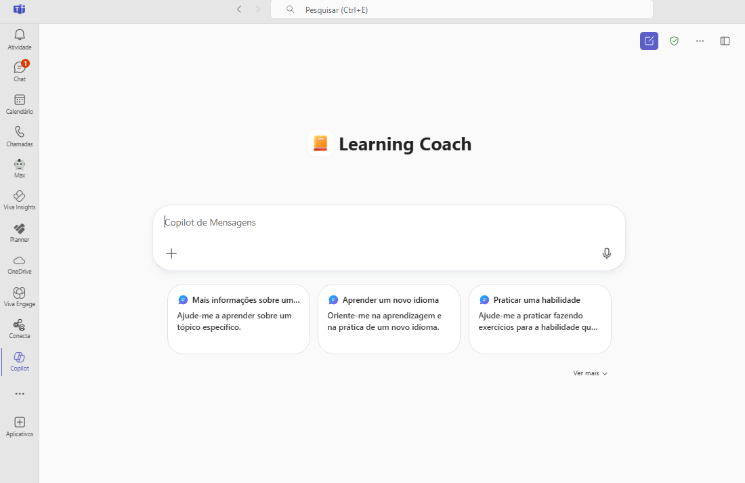 Pesquisar (Ctrl+E)
Atividade
1
Chat
Calendário
Chamadas
Max
Viva Insights
Planner
OneDrive
Viva Engage
Conecta
Copilot
Aplicativos
Learning Coach
Copilot de Mensagens
Mais informações sobre um...
Ajude-me a aprender sobre um
tópico específico.
Aprender um novo idioma
Oriente-me na aprendizagem e
na prática de um novo idioma.
Praticar uma habilidade
Ajude-me a praticar fazendo
exercícios para a habilidade qu...
Ver mais